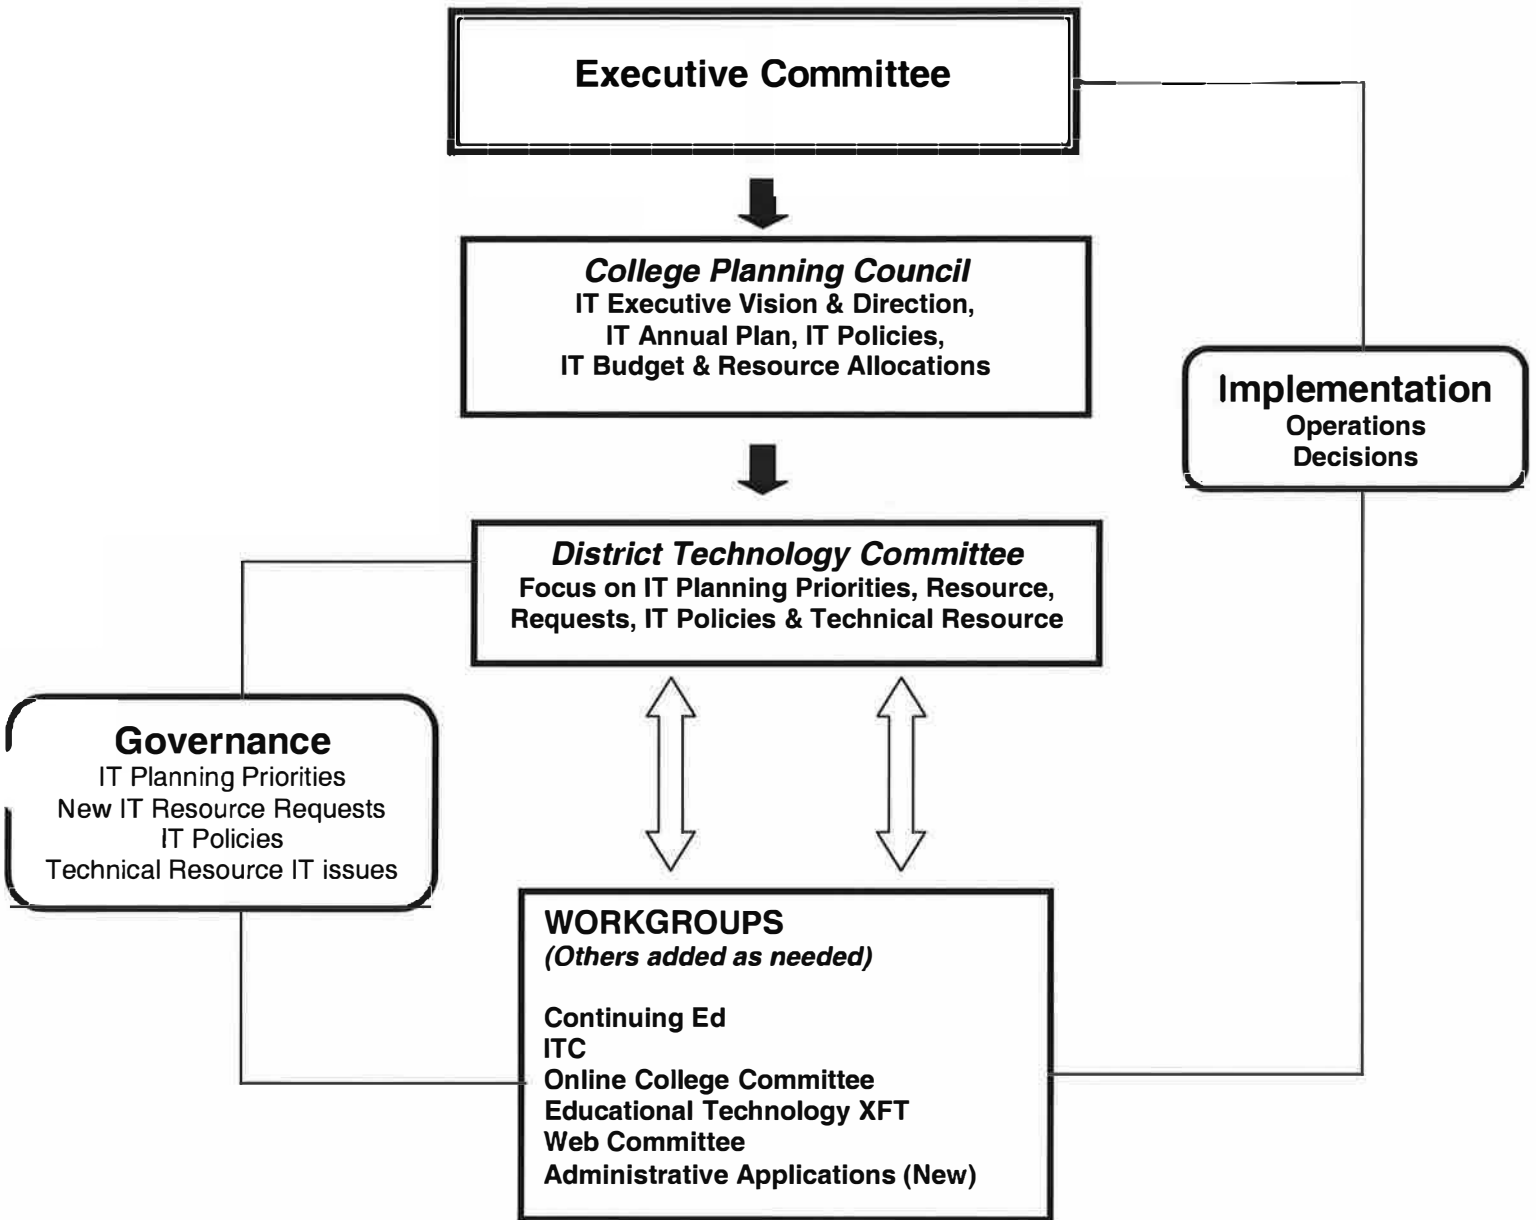 Executive Committee
College Planning Council
IT Executive Vision & Direction,
IT Annual Plan, IT Policies,
IT Budget & Resource Allocations
Implementation
Operations
Decisions
District Technology Committee
Focus on IT Planning Priorities, Resource,
Requests, IT Policies & Technical Resource
Governance
IT Planning Priorities
New IT Resource Requests
IT Policies
Technical Resource IT issues
WORKGROUPS
(Others added as needed)
Continuing Ed
ITC
Online College Committee
Educational Technology XFT
Web Committee
Administrative Applications (New)